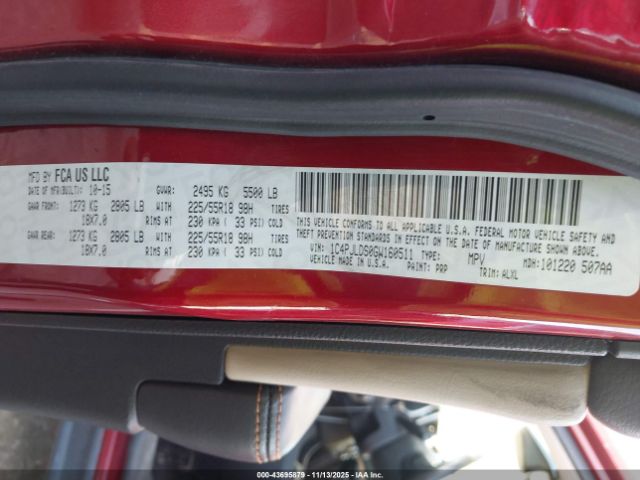 MFD BY FCA US LLC
DATE OF MFR(BUILT): 10-15 GVWR: 2495 KG 5500 LB
GAWR FRONT: 1273 KG 2805 LB WITH 225/55R18 98H TIRES
18X7.0 RIMS AT 230 KPA ( 33 PSI) COLD
GAWR REAR: 1273 KG 2805 LB WITH 225/55R18 98H TIRES
18X7.0 RIMS AT 230 KPA ( 33 PSI) COLD
THIS VEHICLE CONFORMS TO ALL APPLICABLE U.S.A. FEDERAL MOTOR VEHICLE SAFETY AND
THEFT PREVENTION STANDARDS IN EFFECT IN U.S.A. ON THE DATE OF MANUFACTURE SHOWN ABOVE.
1C4PJLDS0GW160511 TYPE: MPV MDH: 101220 507AA
MADE IN U.S.A. PAINT: PRP TRIM: ALXL
000-43695879 | 11/13/2025 | IAAI.COM